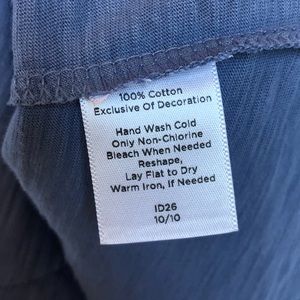 100% Cotton
Exclusive Of Decoration
Hand Wash Cold
Only Non-Chlorine
Bleach When Needed
Reshape,
Lay Flat to Dry
Warm Iron, if Needed
ID26
10/10